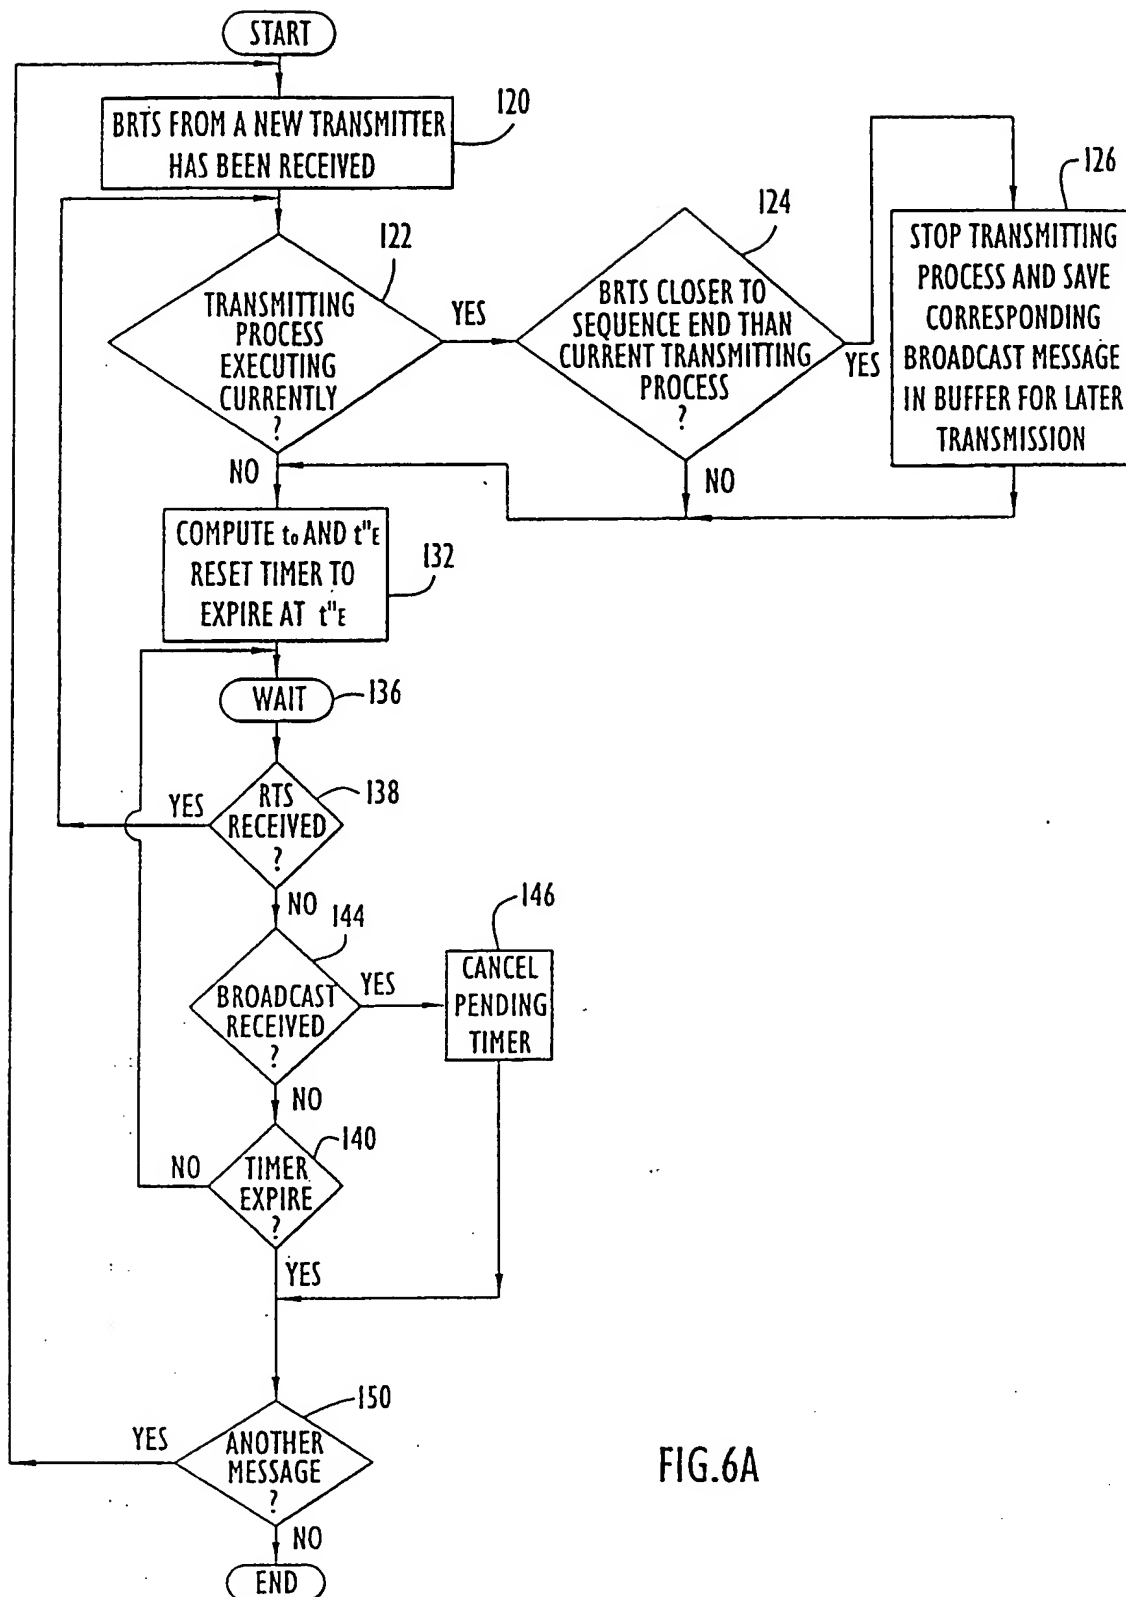 START
BRTS FROM A NEW TRANSMITTER
HAS BEEN RECEIVED
120
TRANSMITTING
PROCESS
EXECUTING
CURRENTLY
?
122
YES
NO
BRTS CLOSER TO
SEQUENCE END THAN
CURRENT TRANSMITTING
PROCESS
?
124
YES
NO
STOP TRANSMITTING
PROCESS AND SAVE
CORRESPONDING
BROADCAST MESSAGE
IN BUFFER FOR LATER
TRANSMISSION
126
COMPUTE t₀ AND t"E
RESET TIMER TO
EXPIRE AT t"E
132
WAIT
136
RTS
RECEIVED
?
138
YES
NO
BROADCAST
RECEIVED
?
144
YES
NO
CANCEL
PENDING
TIMER
146
TIMER
EXPIRE
?
140
NO
YES
ANOTHER
MESSAGE
?
150
YES
NO
END
FIG.6A